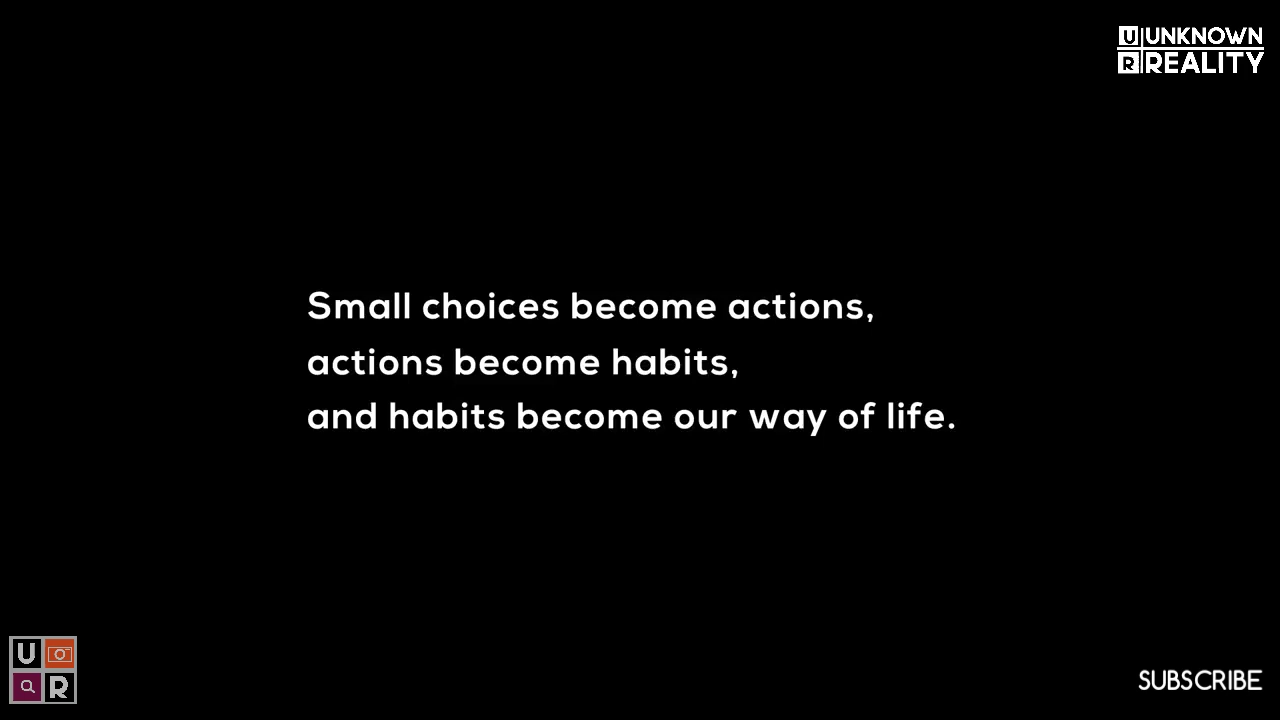 U UNKNOWN
R REALITY
Small choices become actions,
actions become habits,
and habits become our way of life.
U
R
SUBSCRIBE